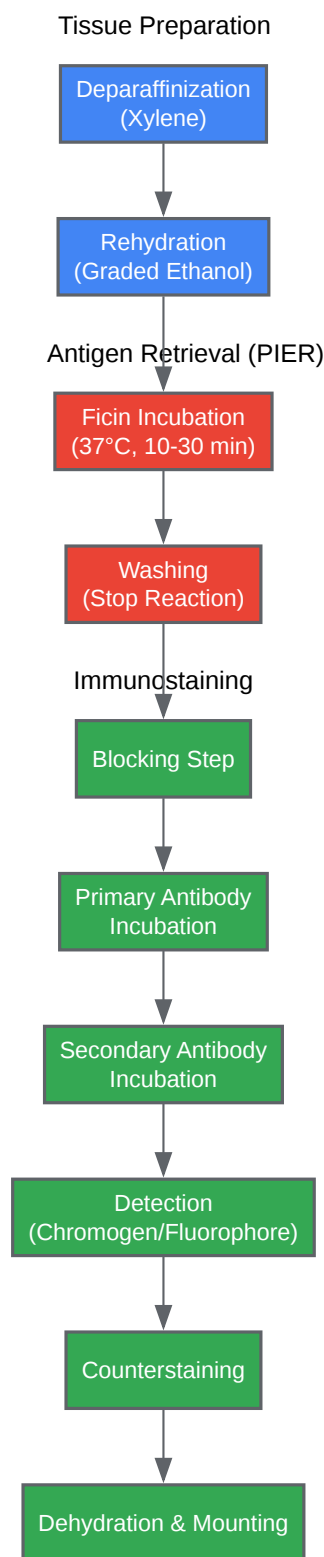 Tissue Preparation
Deparaffinization
(Xylene)
Rehydration
(Graded Ethanol)
Antigen Retrieval (PIER)
Ficin Incubation
(37°C, 10-30 min)
Washing
(Stop Reaction)
Immunostaining
Blocking Step
Primary Antibody
Incubation
Secondary Antibody
Incubation
Detection
(Chromogen/Fluorophore)
Counterstaining
Dehydration & Mounting